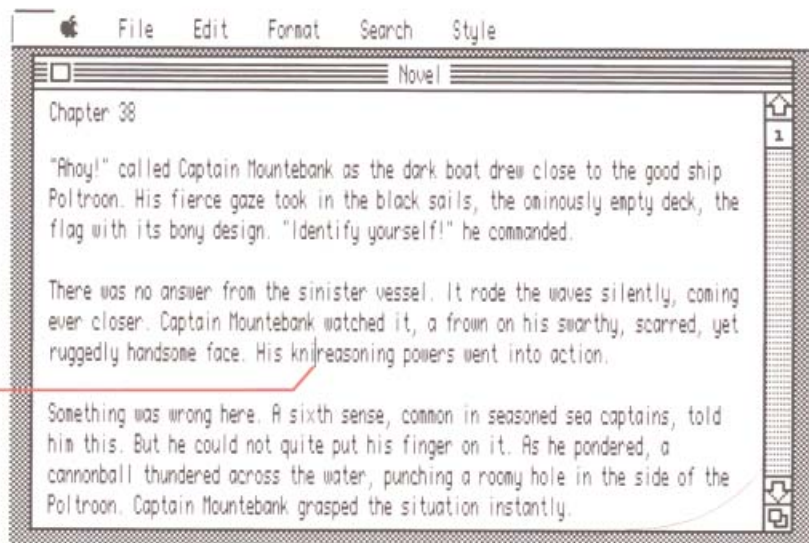 File Edit Format Search Style
Novel
Chapter 38
1
"Ahoy!" called Captain Mountebank as the dark boat drew close to the good ship
Poltroon. His fierce gaze took in the black sails, the ominously empty deck, the
flag with its bony design. "Identify yourself!" he commanded.
There was no answer from the sinister vessel. It rode the waves silently, coming
ever closer. Captain Mountebank watched it, a frown on his swarthy, scarred, yet
ruggedly handsome face. His knireasoning powers went into action.
Something was wrong here. A sixth sense, common in seasoned sea captains, told
him this. But he could not quite put his finger on it. As he pondered, a
cannonball thundered across the water, punching a roomy hole in the side of the
Poltroon. Captain Mountebank grasped the situation instantly.